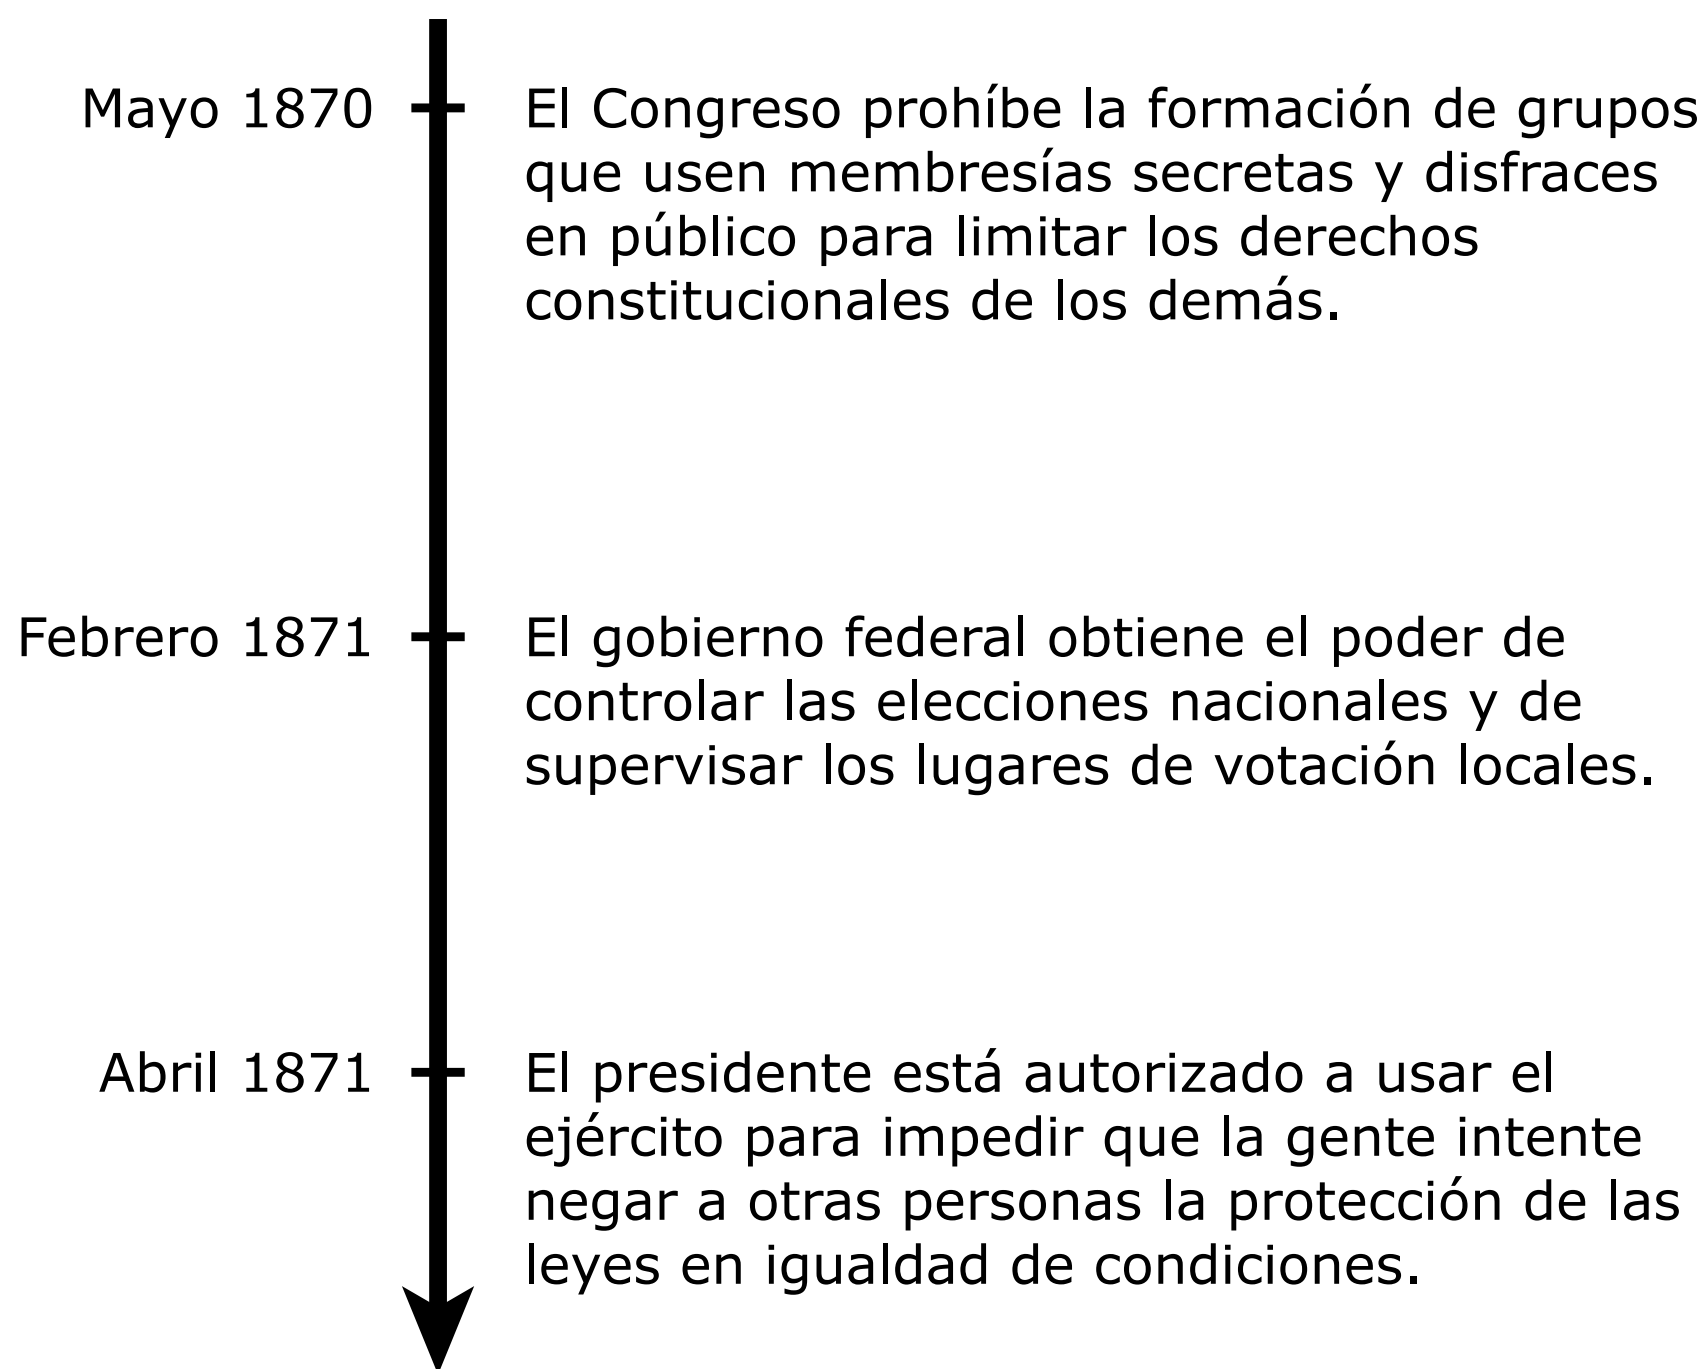 Mayo 1870
El Congreso prohíbe la formación de grupos
que usen membresías secretas y disfraces
en público para limitar los derechos
constitucionales de los demás.
Febrero 1871
El gobierno federal obtiene el poder de
controlar las elecciones nacionales y de
supervisar los lugares de votación locales.
Abril 1871
El presidente está autorizado a usar el
ejército para impedir que la gente intente
negar a otras personas la protección de las
leyes en igualdad de condiciones.